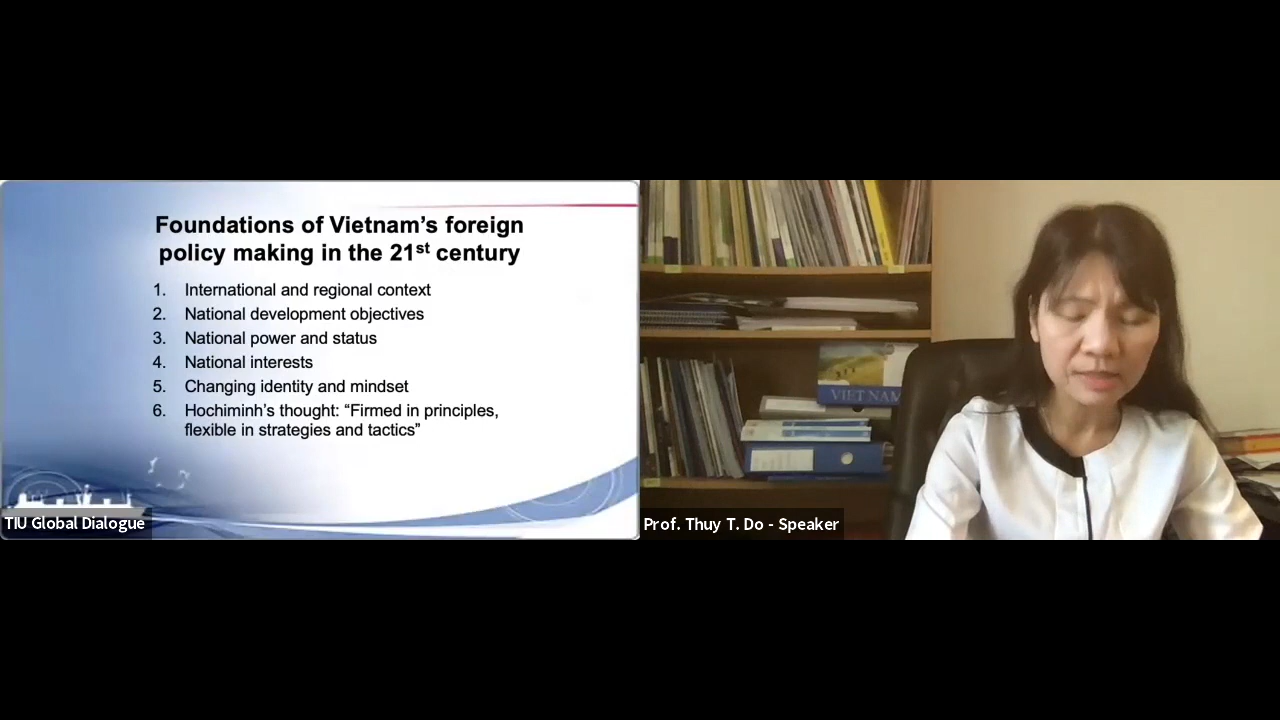 Foundations of Vietnam's foreign
policy making in the 21st century
1. International and regional context
2. National development objectives
3. National power and status
4. National interests
5. Changing identity and mindset
6. Hochiminh's thought: "Firmed in principles,
flexible in strategies and tactics"
TIU Global Dialogue
VIET NAM
Prof. Thuy T. Do - Speaker